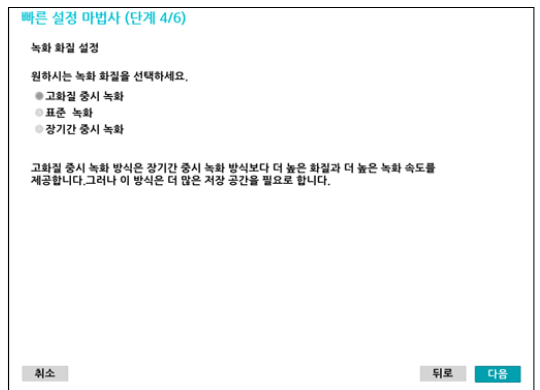 빠른 설정 마법사 (단계 4/6)
녹화 화질 설정
원하시는 녹화 화질을 선택하세요.
고화질 중시 녹화
표준 녹화
장기간 중시 녹화
고화질 중시 녹화 방식은 장기간 중시 녹화 방식보다 더 높은 화질과 더 높은 녹화 속도를
제공합니다.그러나 이 방식은 더 많은 저장 공간을 필요로 합니다.
취소
뒤로
다음